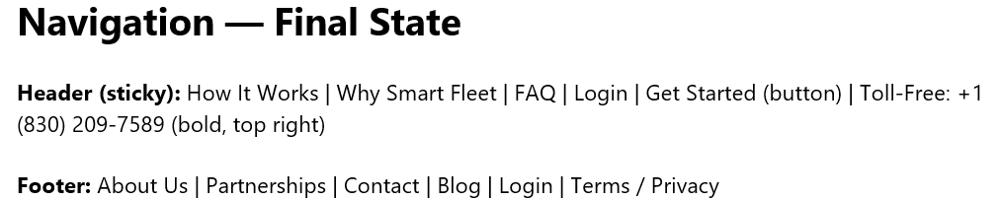 Navigation — Final State
Header (sticky): How It Works | Why Smart Fleet | FAQ | Login | Get Started (button) | Toll-Free: +1
(830) 209-7589 (bold, top right)
Footer: About Us | Partnerships | Contact | Blog | Login | Terms / Privacy